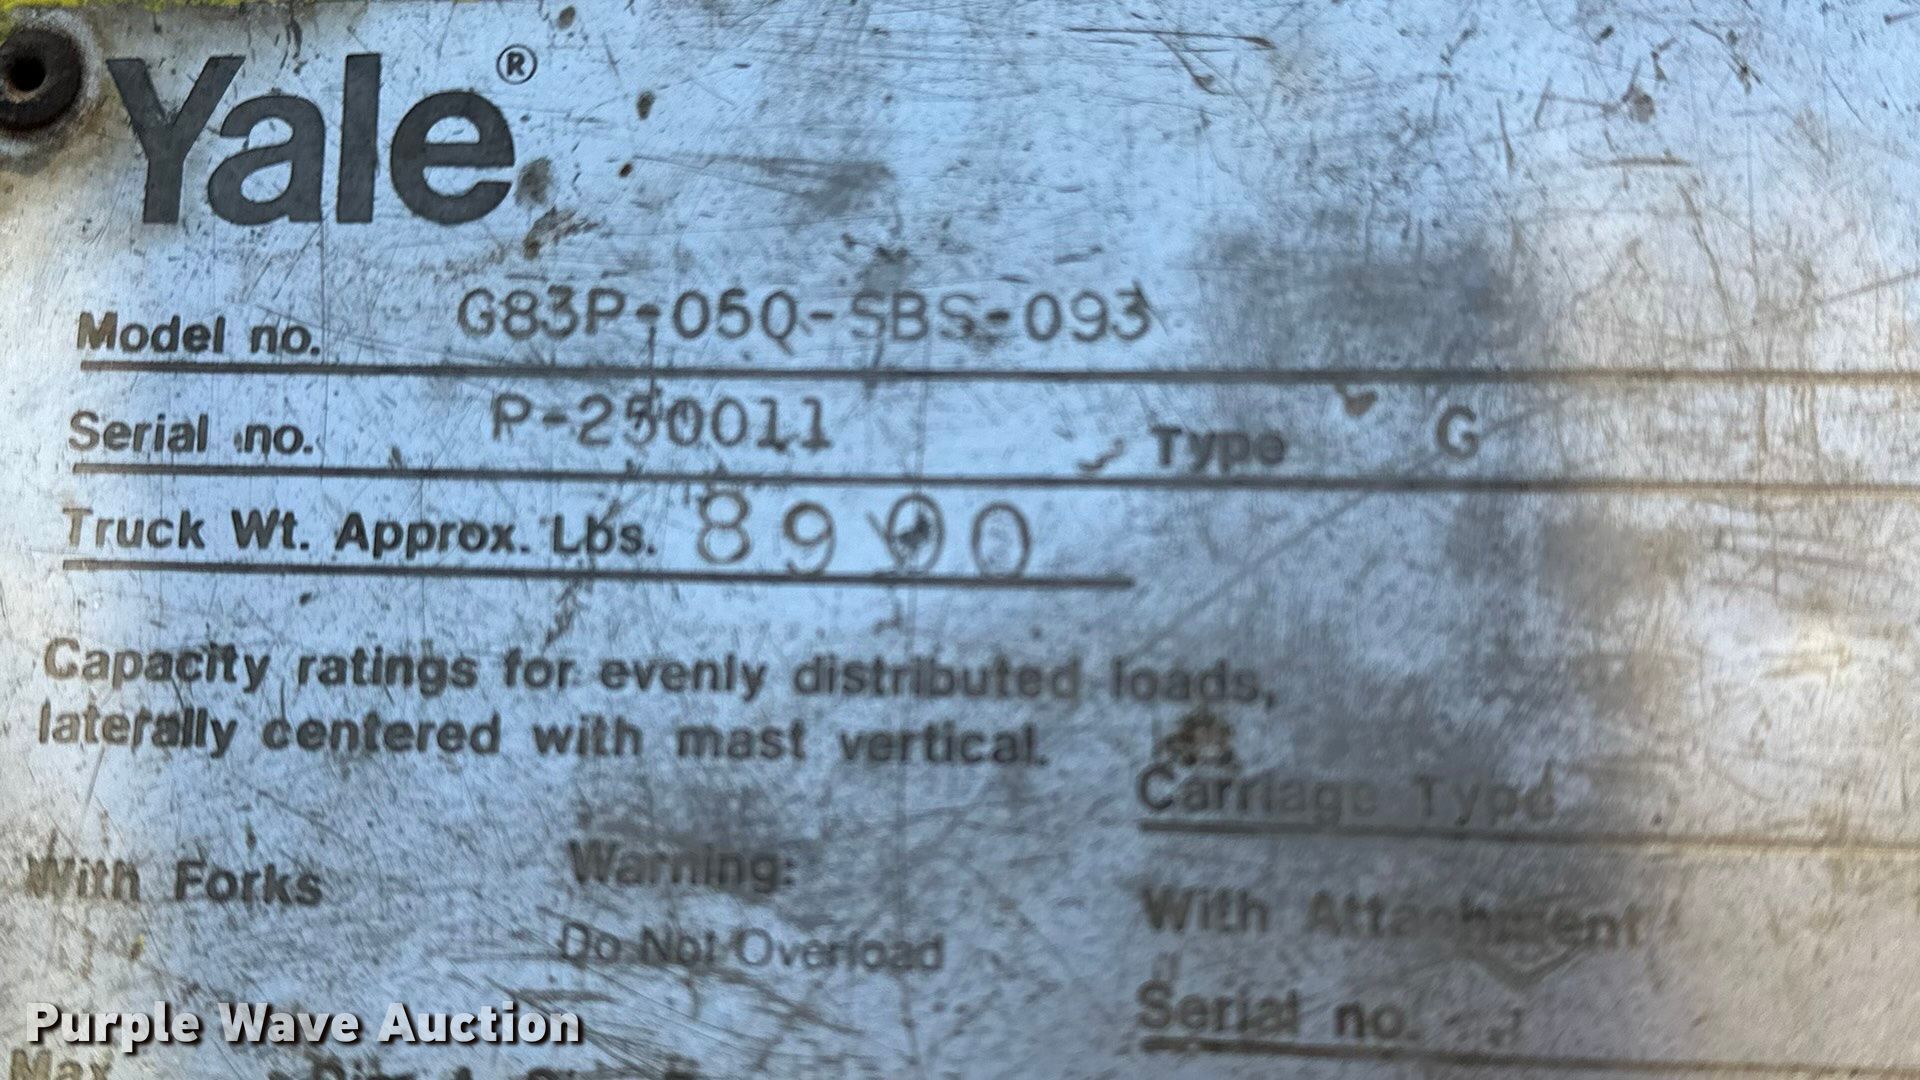 Yale®
Model no. G83P-05Q-SBS-093
Serial no. P-250011 Type G
Truck Wt. Approx. Lbs. 8900
Capacity ratings for evenly distributed loads,
laterally centered with mast vertical.
Carriage Type
With Forks Warning: With Attachment
Do Not Overload
Serial no.
Purple Wave Auction
Max